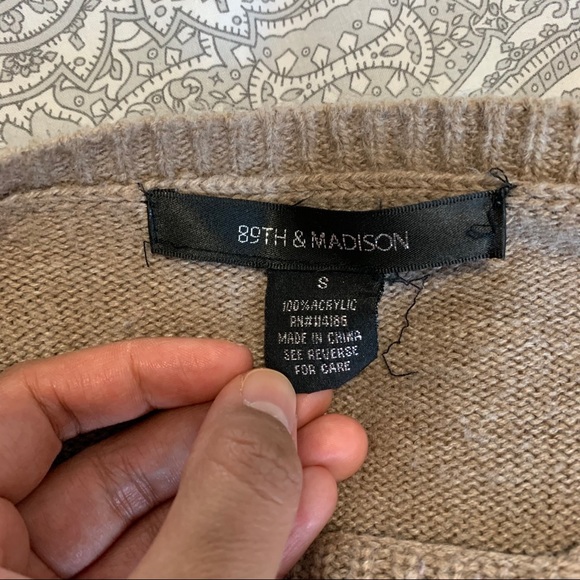 89TH & MADISON
S
100% ACRYLIC
RN#114185
MADE IN CHINA
SEE REVERSE
FOR CARE